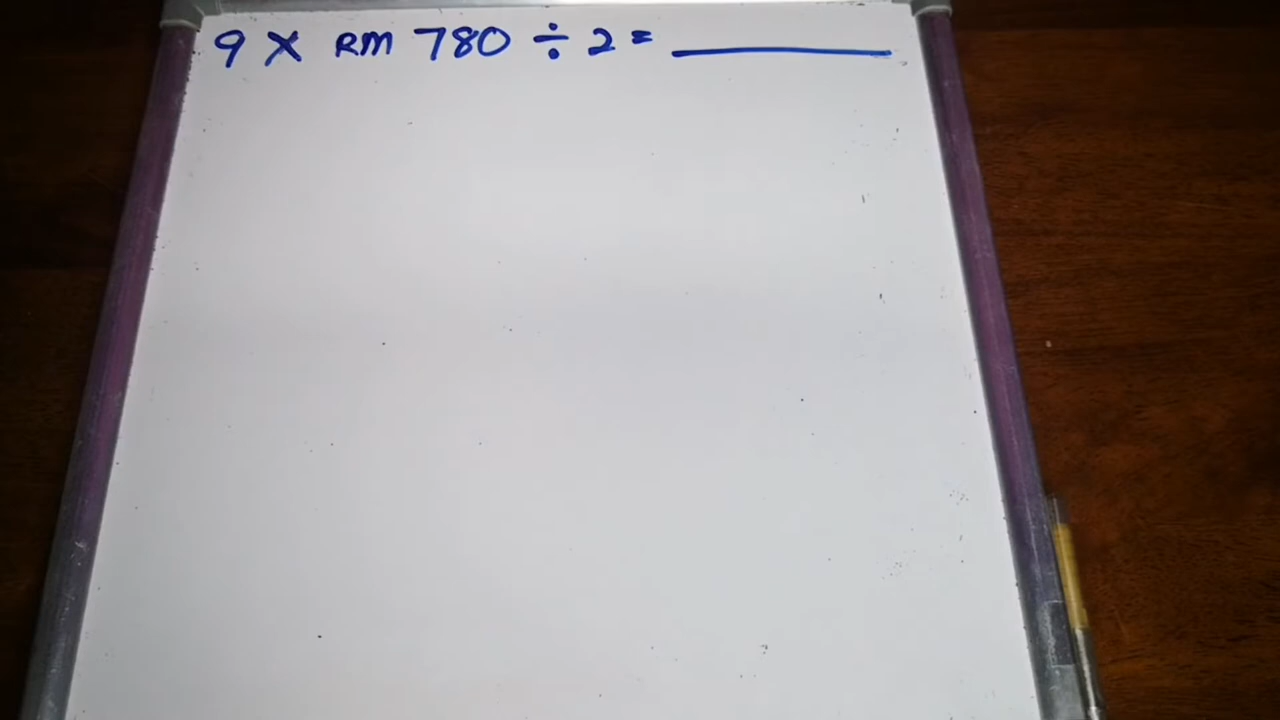 9 X RM 780 ÷ 2 = ________